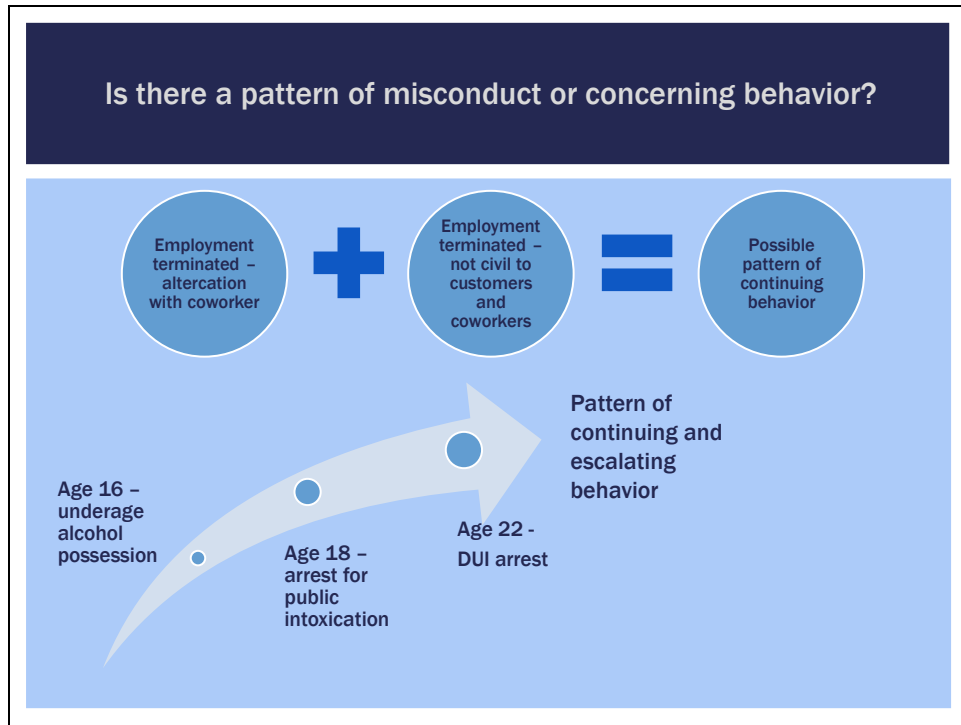 Is there a pattern of misconduct or concerning behavior?
Employment
terminated –
altercation
with coworker
Employment
terminated –
not civil to
customers
and
coworkers
Possible
pattern of
continuing
behavior
Age 16 –
underage
alcohol
possession
Age 18 –
arrest for
public
intoxication
Age 22 -
DUI arrest
Pattern of
continuing and
escalating
behavior